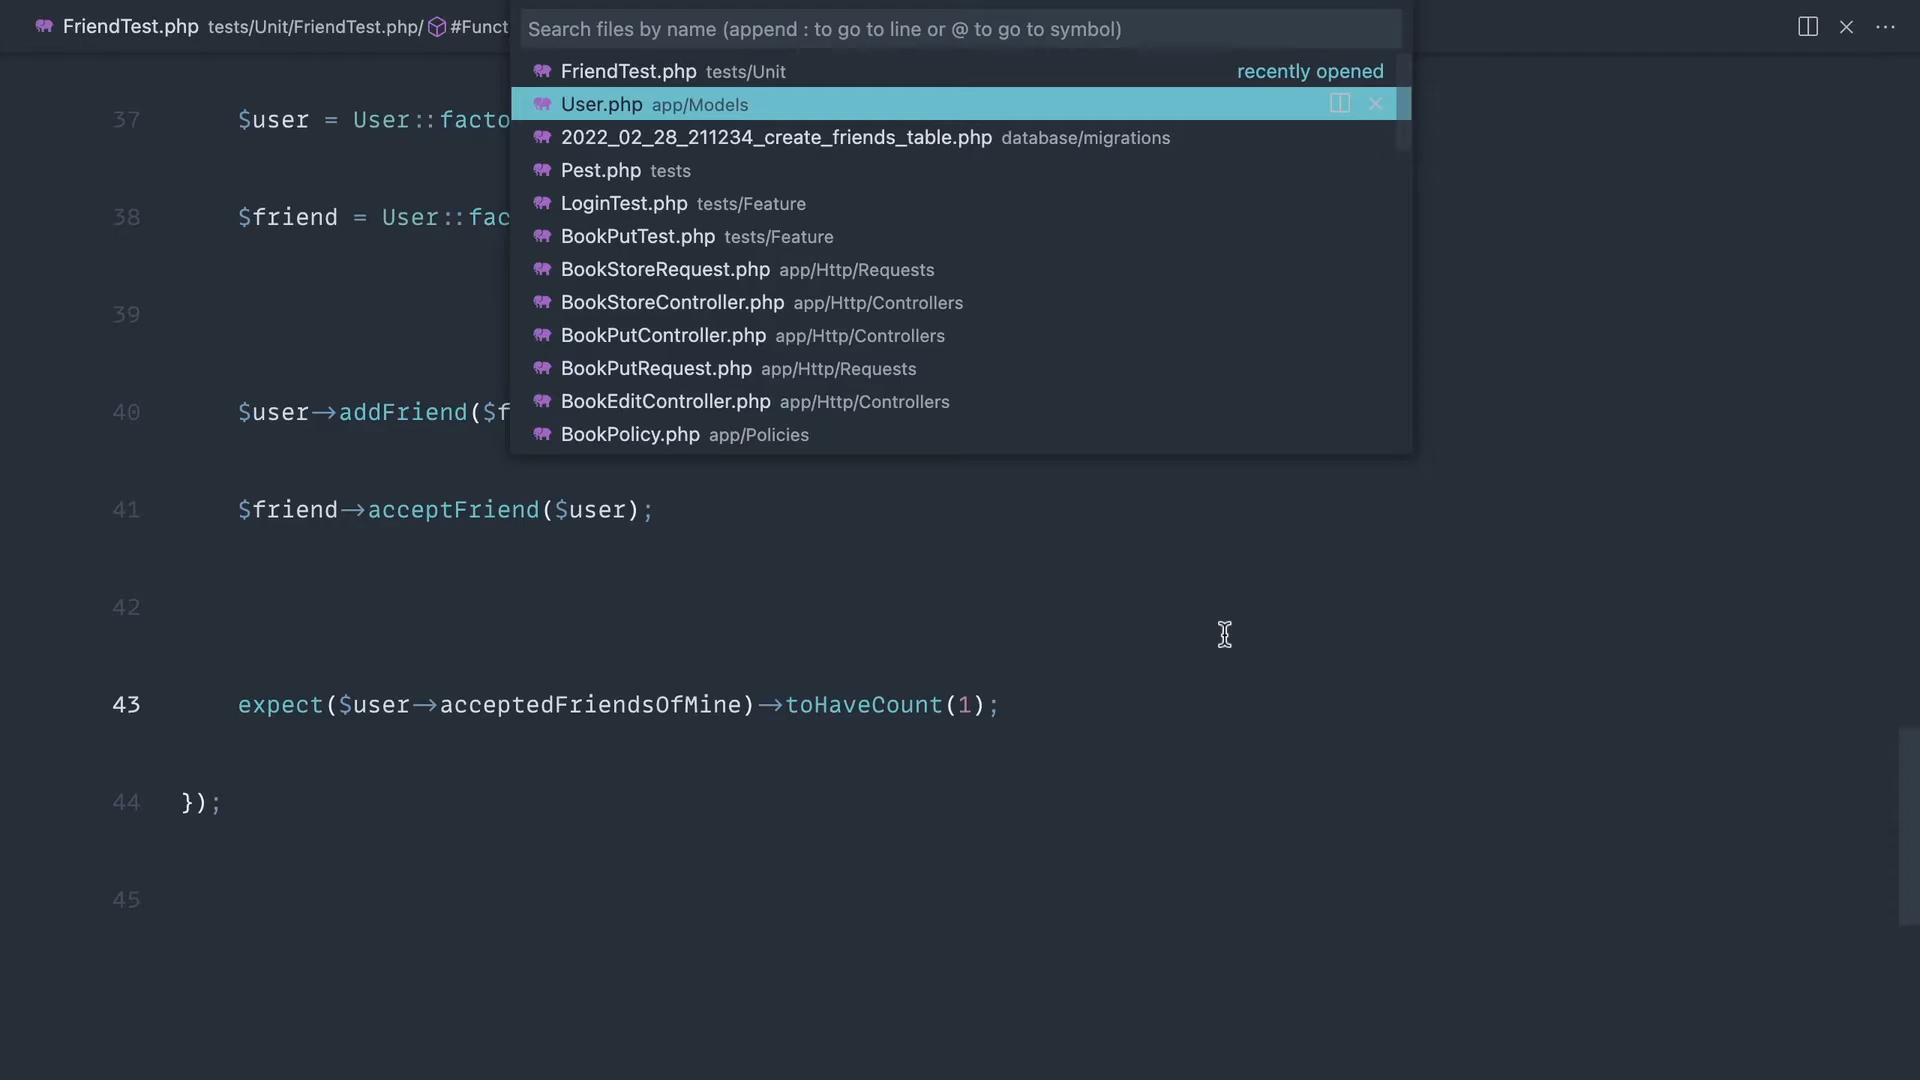 FriendTest.php tests/Unit/FriendTest.php/ #Funct
Search files by name (append : to go to line or @ to go to symbol)
FriendTest.php tests/Unit recently opened
User.php app/Models
2022_02_28_211234_create_friends_table.php database/migrations
Pest.php tests
LoginTest.php tests/Feature
BookPutTest.php tests/Feature
BookStoreRequest.php app/Http/Requests
BookStoreController.php app/Http/Controllers
BookPutController.php app/Http/Controllers
BookPutRequest.php app/Http/Requests
BookEditController.php app/Http/Controllers
BookPolicy.php app/Policies
37 $user = User::facto
38 $friend = User::fac
39
40 $user->addFriend($f
41 $friend->acceptFriend($user);
42
43 expect($user->acceptedFriendsOfMine)->toHaveCount(1);
44 });
45